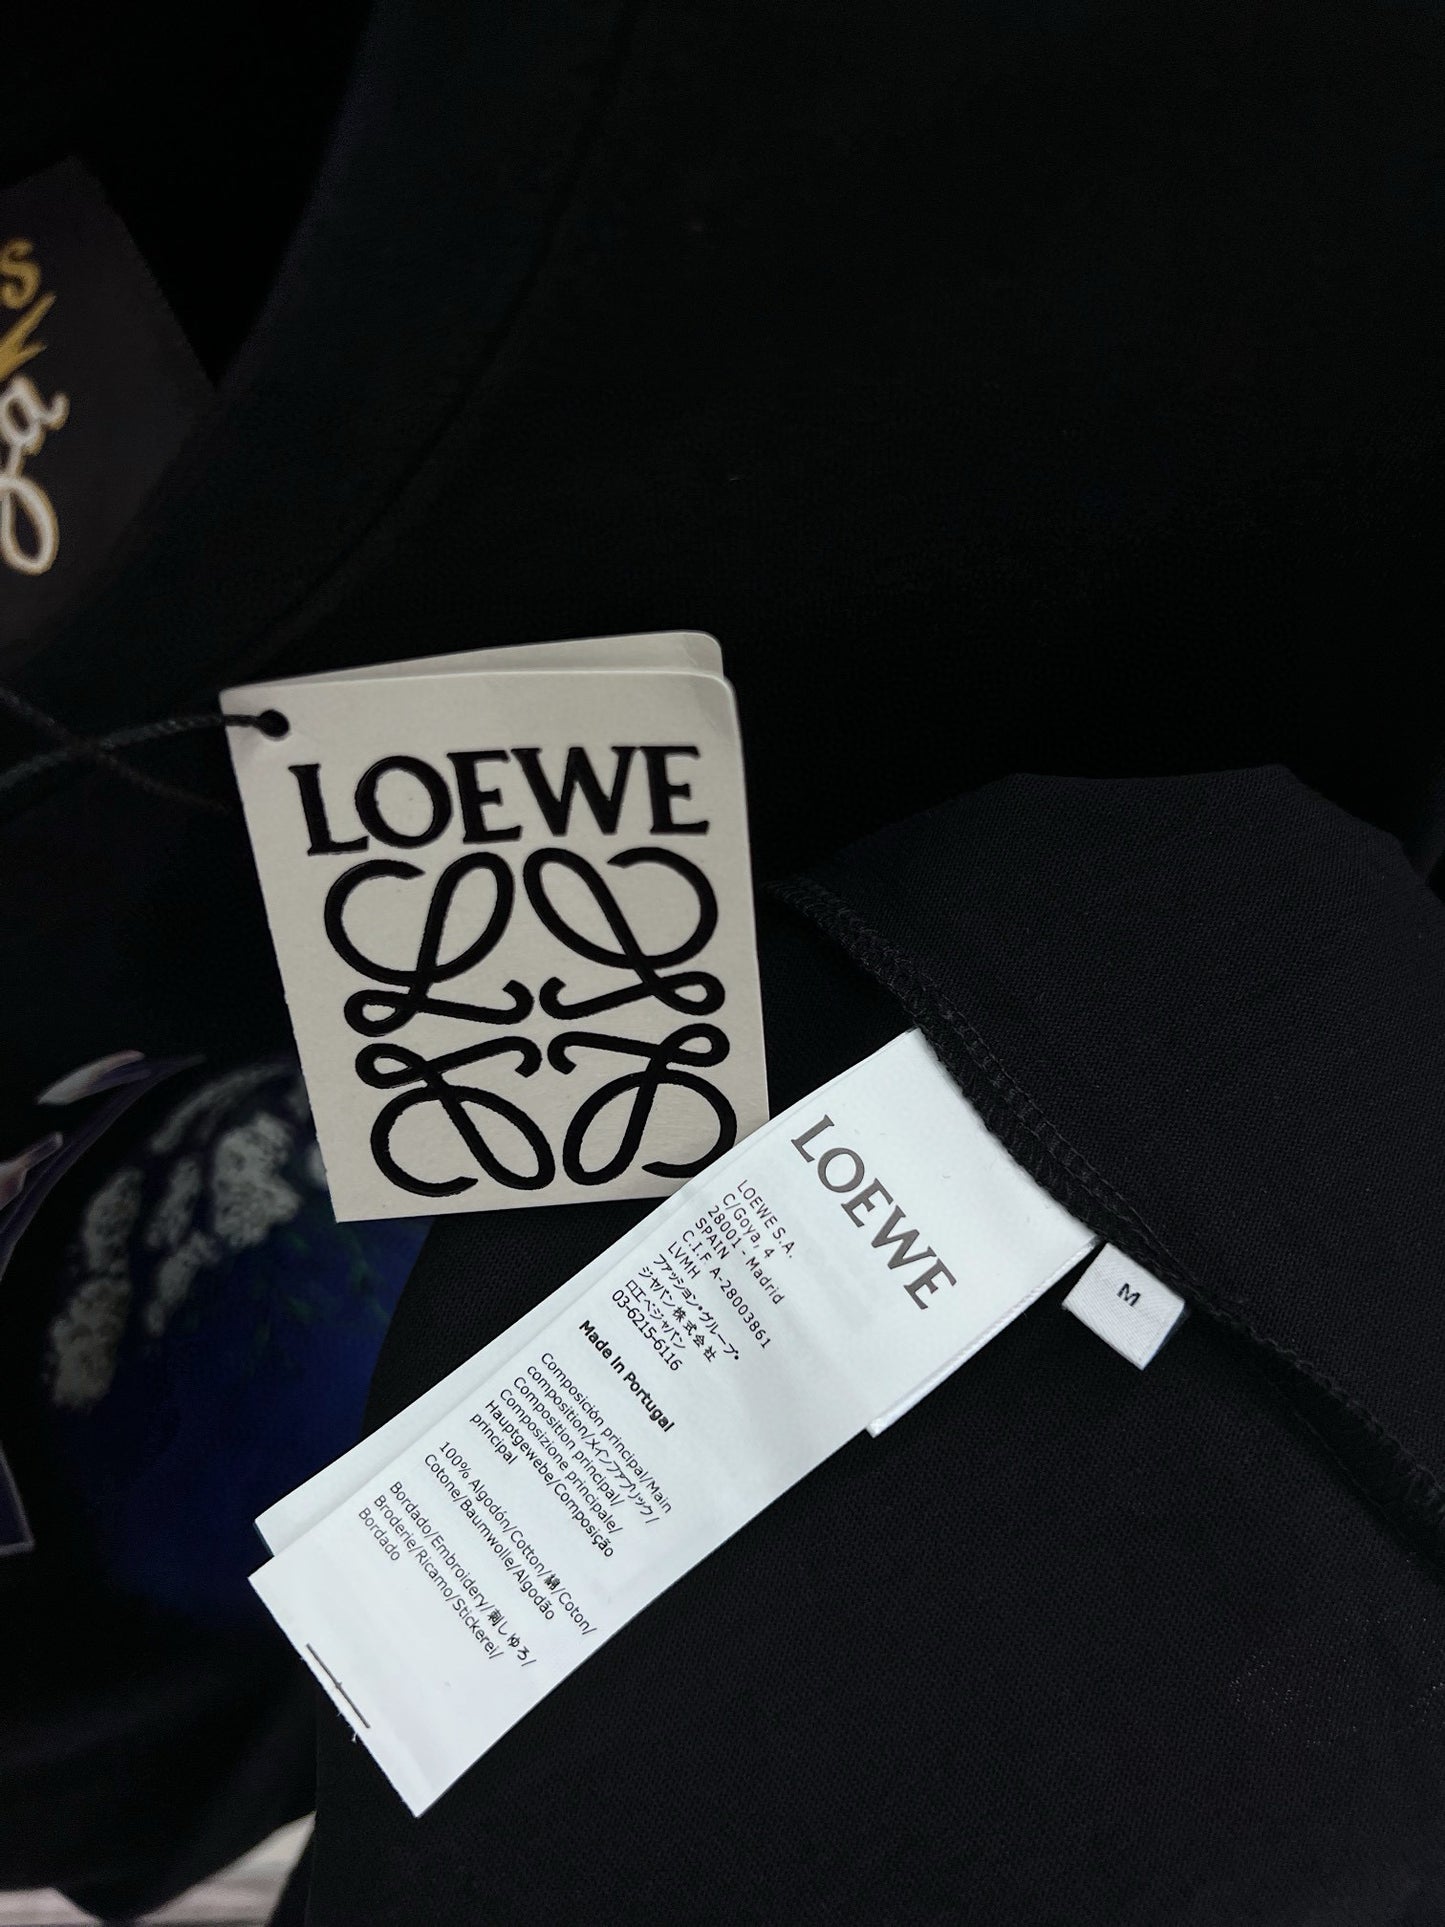 s
ya
LOEWE
LOEWE
LOEWE S.A.
C/Goya, 4
28001 - Madrid
SPAIN
C.I.F. A-28003861
LVMH
ファッション・グループ・
ジャパン株式会社
ロエベジャパン
03-6215-6116
Made In Portugal
Composición principal/Main
composition/メインファブリック/
Composition principal/
Composizione principale/
Hauptgewebe/Composição
principal
100% Algodón/Cotton/綿/Coton/
Cotone/Baumwolle/Algodão
Bordado/Embroidery/刺しゅう/
Broderie/Ricamo/Stickerei/
Bordado
M